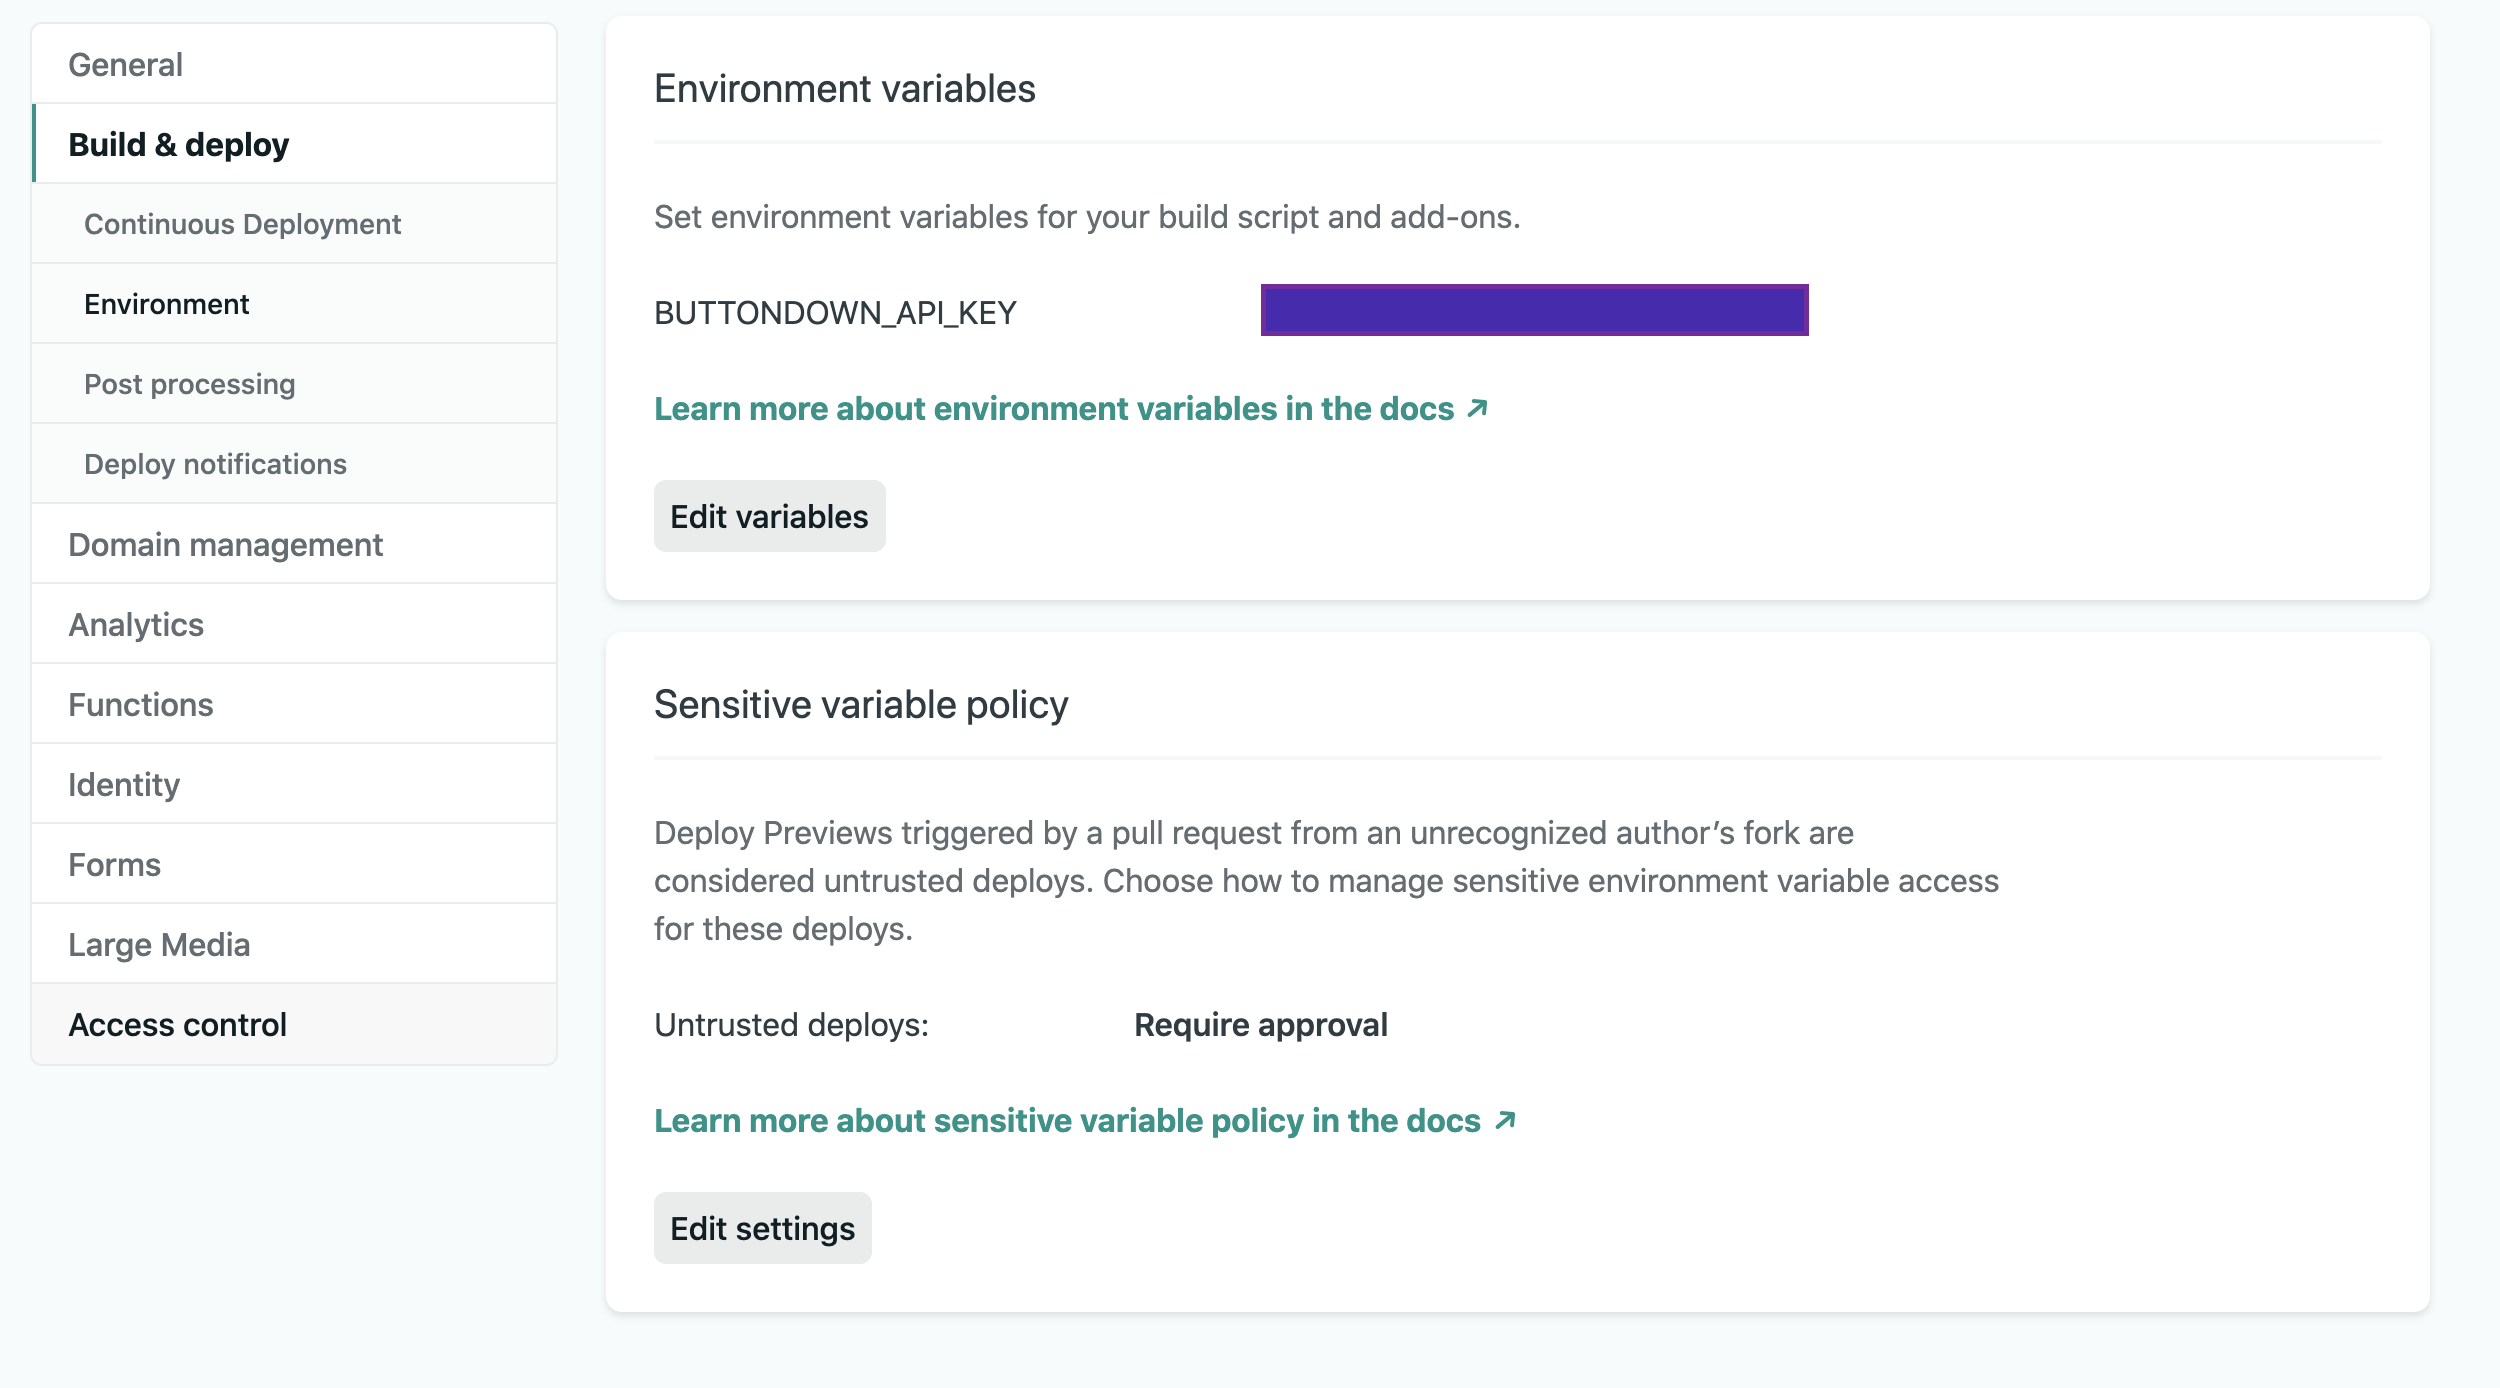 General
Build & deploy
Continuous Deployment
Environment
Post processing
Deploy notifications
Domain management
Analytics
Functions
Identity
Forms
Large Media
Access control
Environment variables
Set environment variables for your build script and add-ons.
BUTTONDOWN_API_KEY
Learn more about environment variables in the docs ↗
Edit variables
Sensitive variable policy
Deploy Previews triggered by a pull request from an unrecognized author’s fork are
considered untrusted deploys. Choose how to manage sensitive environment variable access
for these deploys.
Untrusted deploys: Require approval
Learn more about sensitive variable policy in the docs ↗
Edit settings